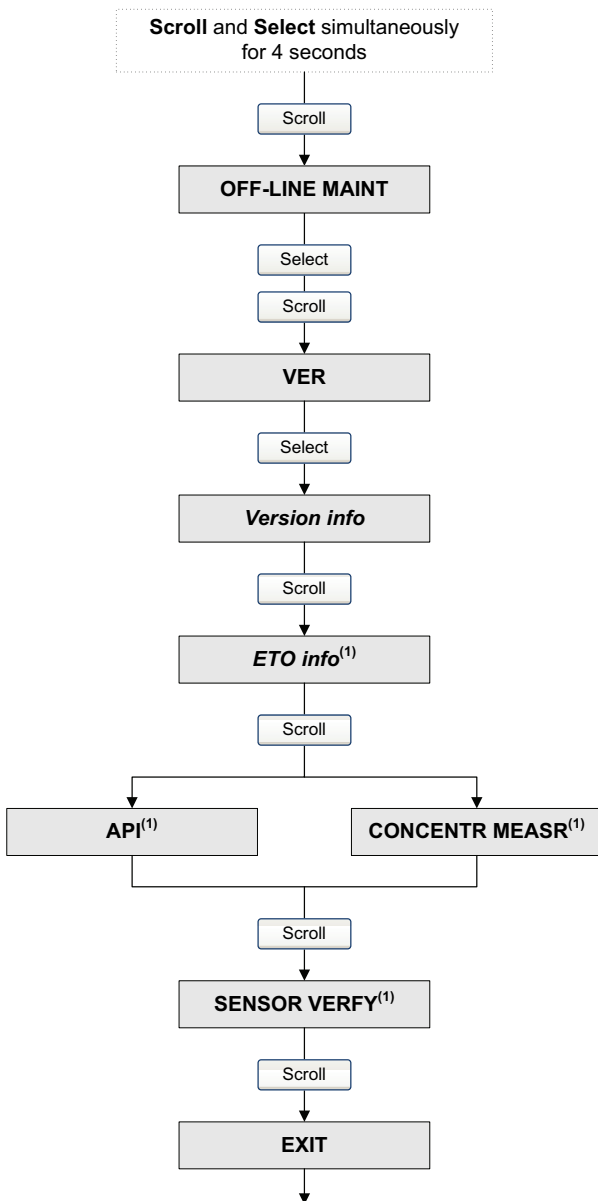 Scroll and Select simultaneously
for 4 seconds
Scroll
OFF-LINE MAINT
Select
Scroll
VER
Select
Version info
Scroll
ETO info(1)
Scroll
API(1)
CONCENTR MEASR(1)
Scroll
SENSOR VERFY(1)
Scroll
EXIT